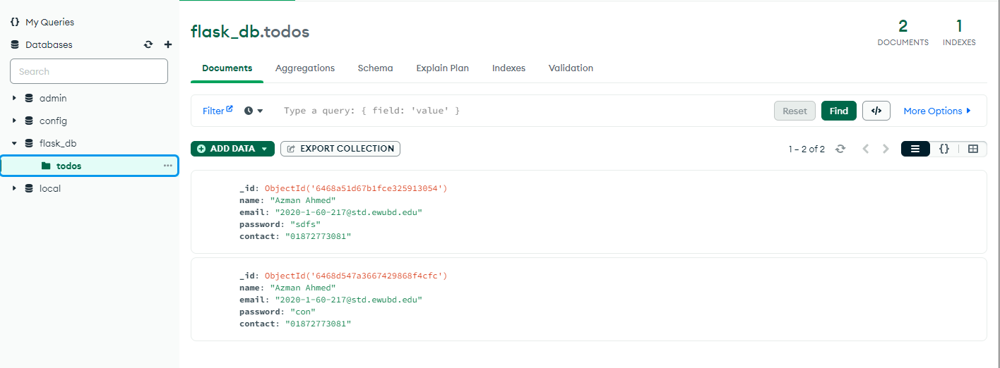 My Queries
Databases
Search
admin
config
flask_db
todos
local
flask_db.todos
2
DOCUMENTS
1
INDEXES
Documents Aggregations Schema Explain Plan Indexes Validation
Filter Type a query: { field: 'value' } Reset Find </> More Options
ADD DATA EXPORT COLLECTION 1 – 2 of 2 {}
_id: ObjectId('6468a51d67b1fce325913054')
name: "Azman Ahmed"
email: "2020-1-60-217@std.ewubd.edu"
password: "sdfs"
contact: "01872773081"
_id: ObjectId('6468d547a3667429868f4cfc')
name: "Azman Ahmed"
email: "2020-1-60-217@std.ewubd.edu"
password: "con"
contact: "01872773081"